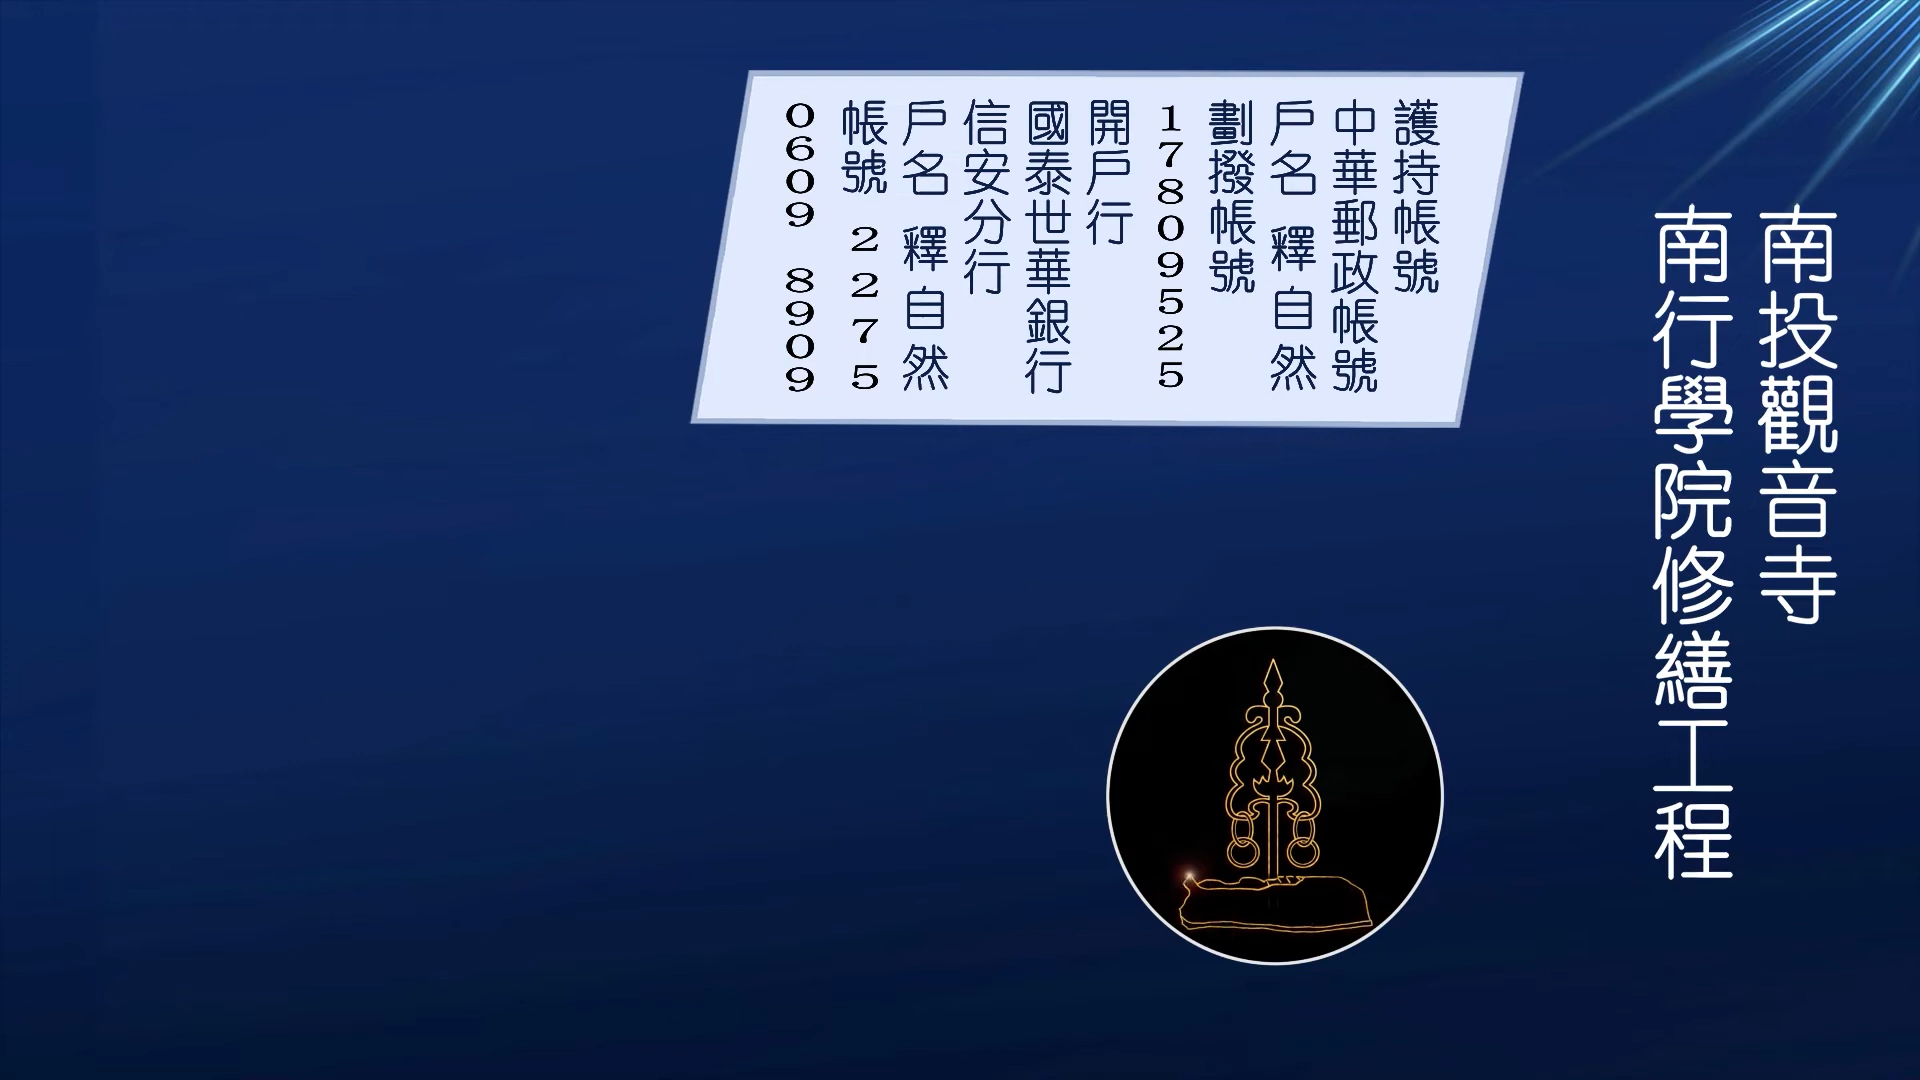 南投觀音寺
南行學院修繕工程
護持帳號
中華郵政帳號
戶名 釋自然
劃撥帳號
17809525
開戶行
國泰世華銀行
信安分行
戶名 釋自然
帳號 2275
0609 8909